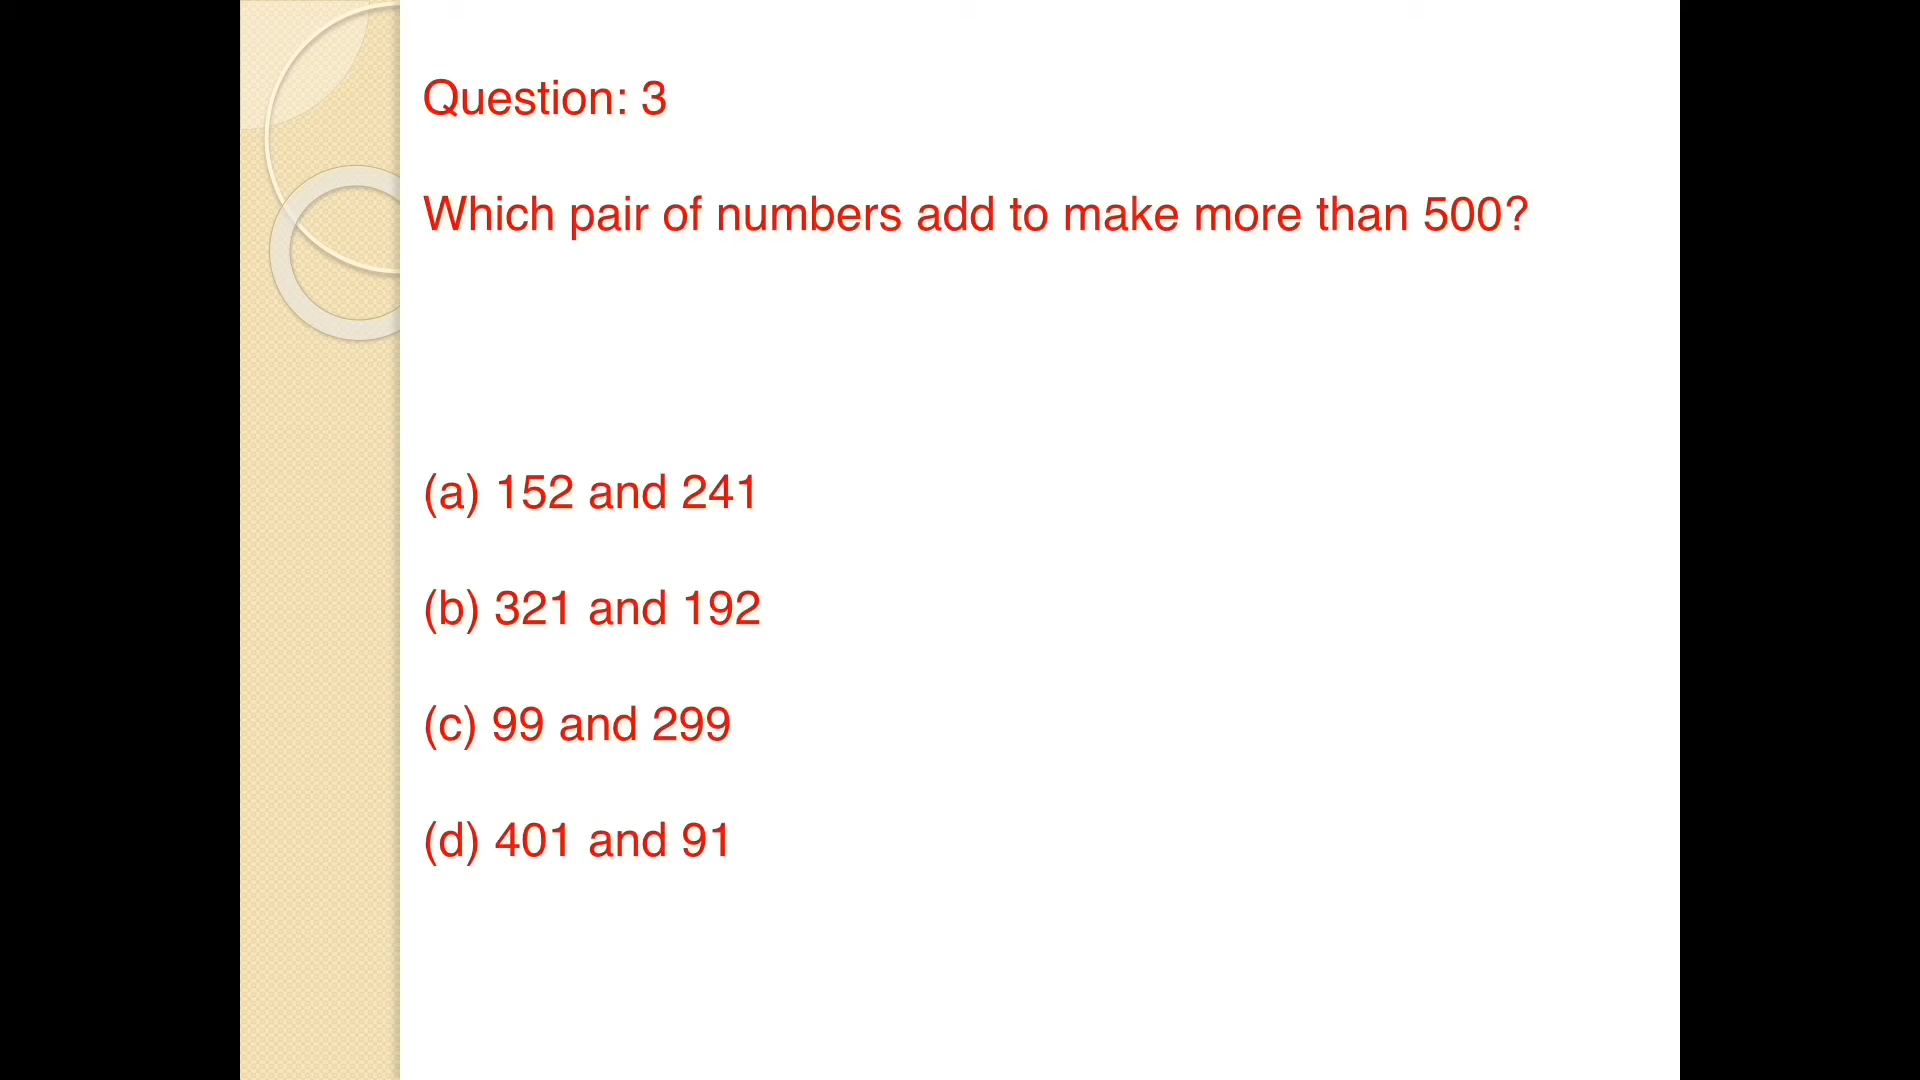 Question: 3
Which pair of numbers add to make more than 500?
(a) 152 and 241
(b) 321 and 192
(c) 99 and 299
(d) 401 and 91